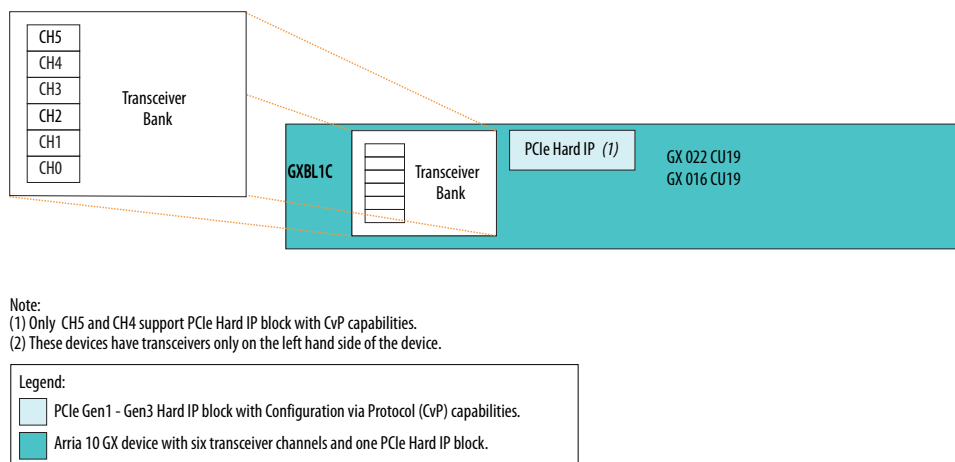 CH5
CH4
CH3
CH2
CH1
CH0
Transceiver
Bank
GXBL1C
Transceiver
Bank
PCIe Hard IP (1)
GX 022 CU19
GX 016 CU19
Note:
(1) Only CH5 and CH4 support PCIe Hard IP block with CvP capabilities.
(2) These devices have transceivers only on the left hand side of the device.
Legend:
PCIe Gen1 - Gen3 Hard IP block with Configuration via Protocol (CvP) capabilities.
Arria 10 GX device with six transceiver channels and one PCIe Hard IP block.